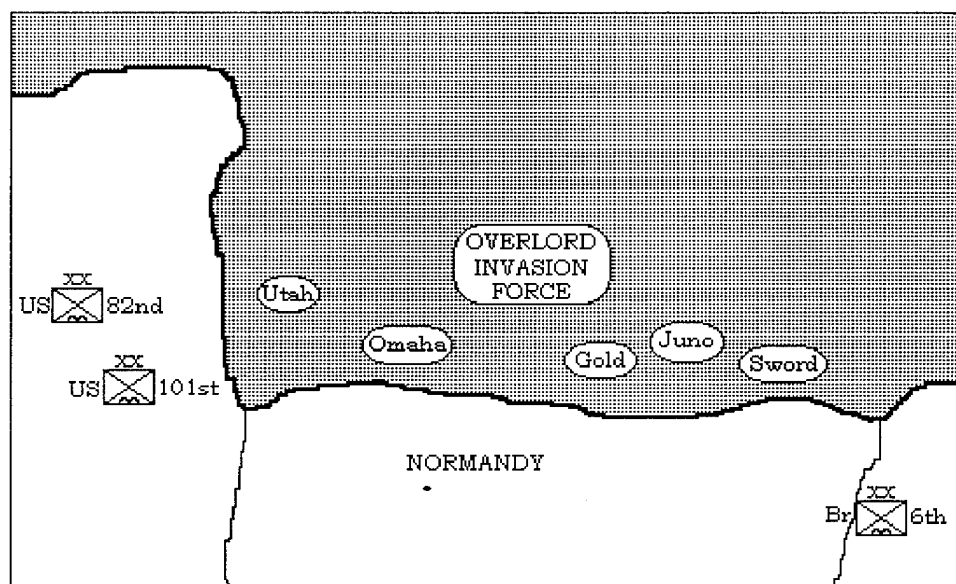 OVERLORD
INVASION
FORCE
XX
US 82nd
Utah
Omaha
Gold
Juno
Sword
XX
US 101st
NORMANDY
XX
Br 6th